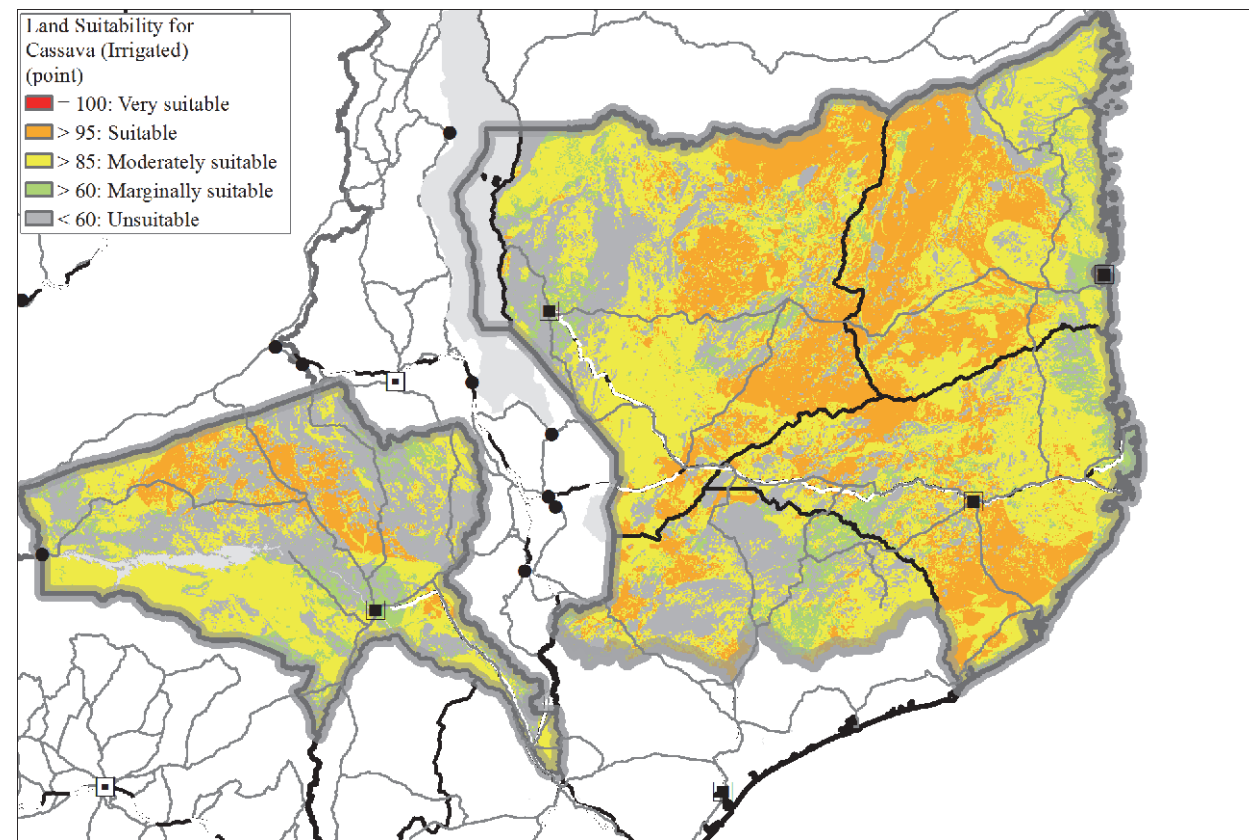 Land Suitability for
Cassava (Irrigated)
(point)
= 100: Very suitable
> 95: Suitable
> 85: Moderately suitable
> 60: Marginally suitable
< 60: Unsuitable